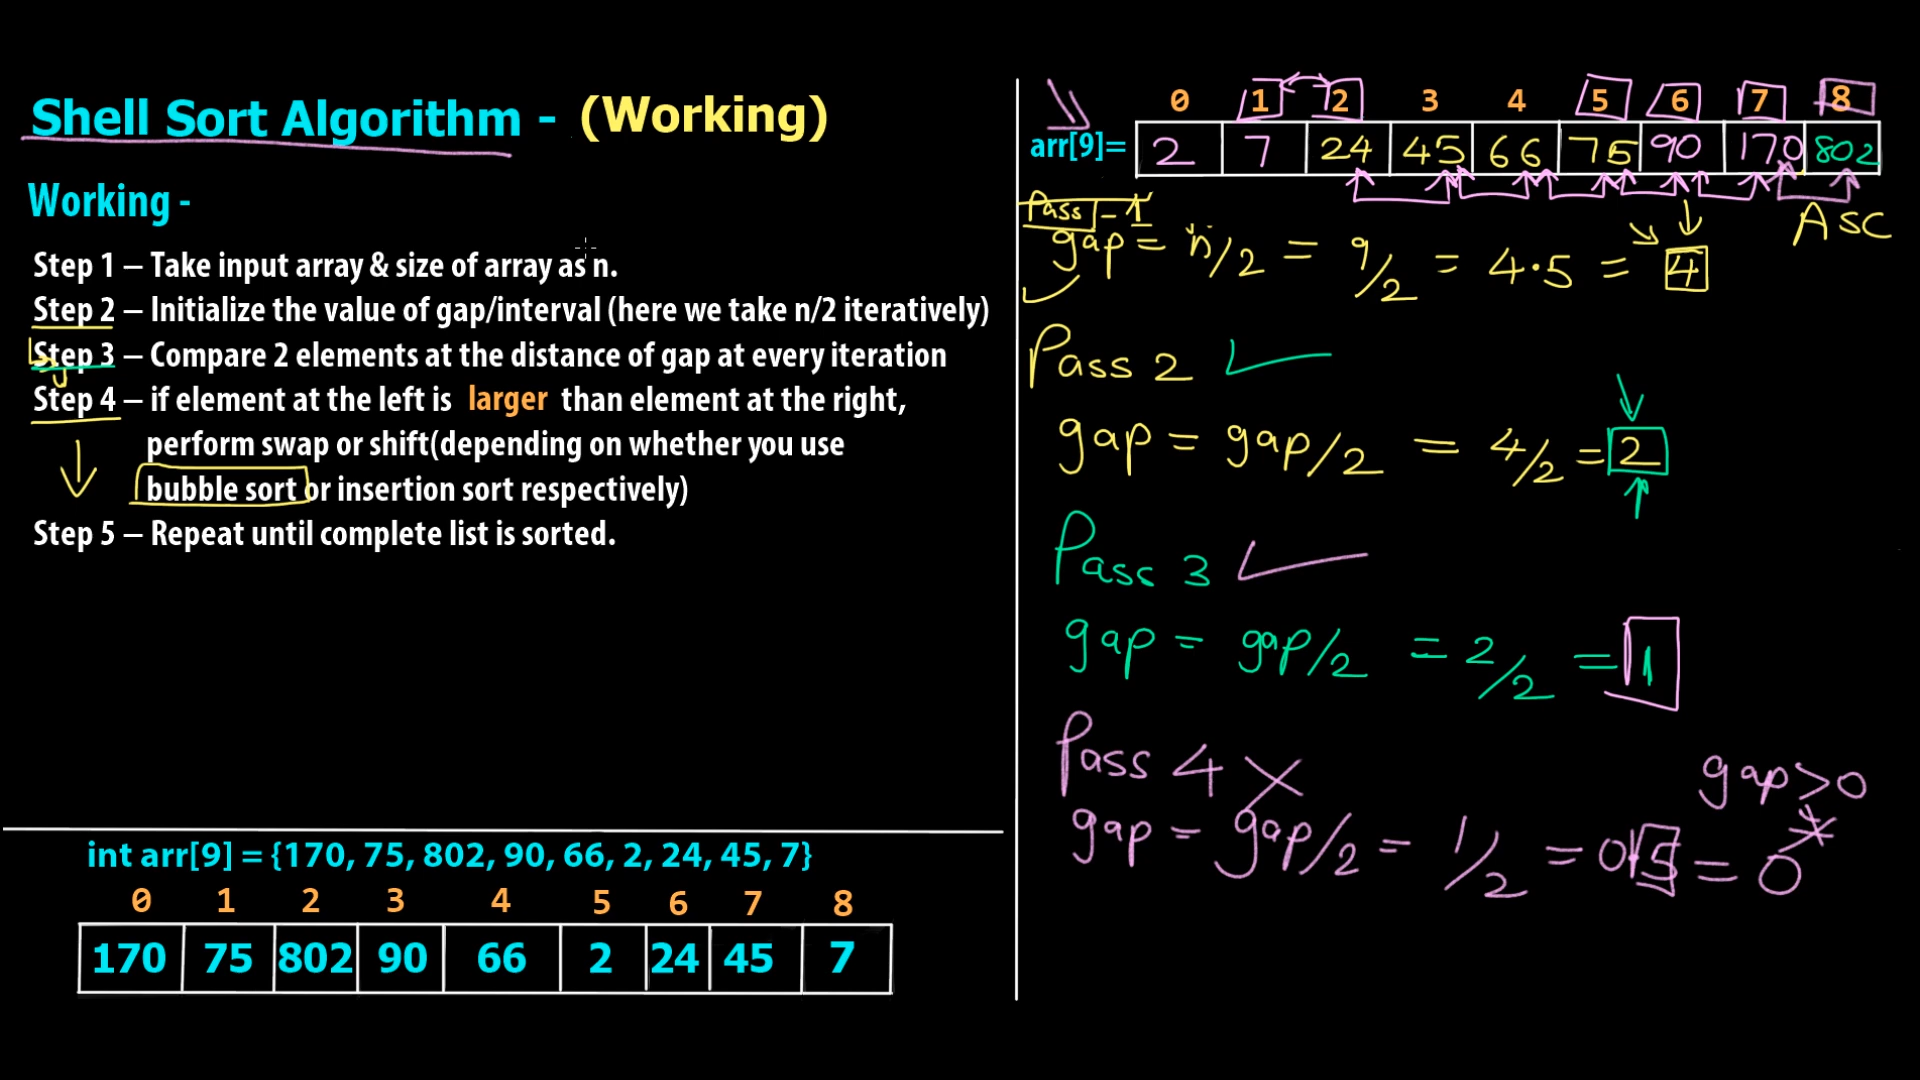 Shell Sort Algorithm - (Working)
Working -
Step 1 – Take input array & size of array as n.
Step 2 – Initialize the value of gap/interval (here we take n/2 iteratively)
Step 3 – Compare 2 elements at the distance of gap at every iteration
Step 4 – if element at the left is larger than element at the right,
perform swap or shift(depending on whether you use
bubble sort or insertion sort respectively)
Step 5 – Repeat until complete list is sorted.
int arr[9] = {170, 75, 802, 90, 66, 2, 24, 45, 7}
0 1 2 3 4 5 6 7 8
170 75 802 90 66 2 24 45 7
0 1 2 3 4 5 6 7 8
arr[9]= 2 7 24 45 66 75 90 170 802
Pass - 1
Asc
gap = n/2 = 9/2 = 4.5 = 4
Pass 2
gap = gap/2 = 4/2 = 2
Pass 3
gap = gap/2 = 2/2 = 1
Pass 4
gap>0
gap = gap/2 = 1/2 = 0.5 = 0